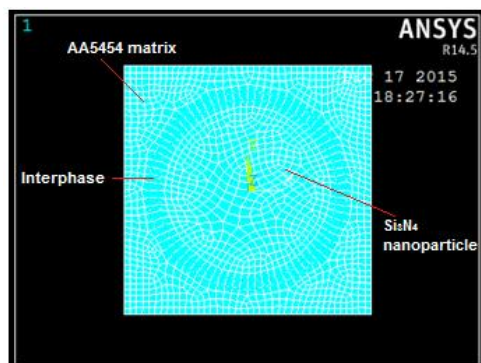 1
ANSYS
R14.5
AA5454 matrix
17 2015
18:27:16
Interphase
Si₃N₄
nanoparticle